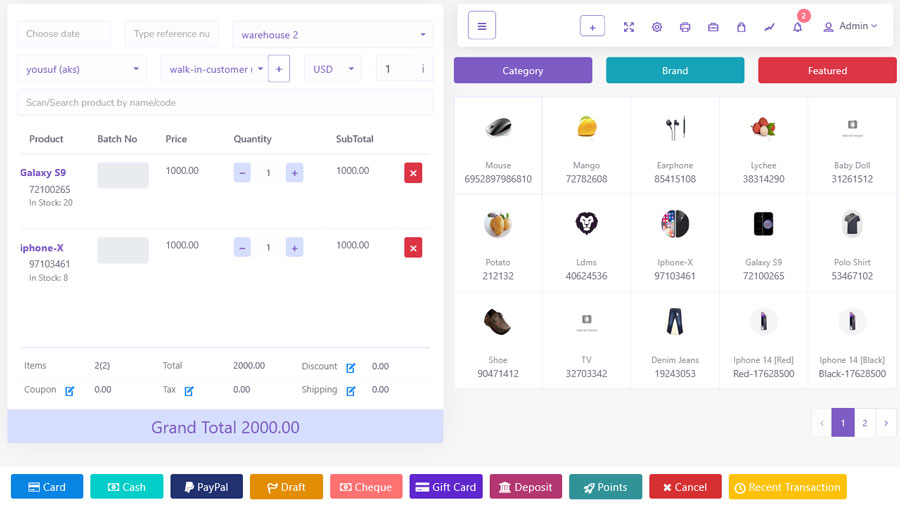 Choose date Type reference nu warehouse 2
yousuf (aks) walk-in-customer USD 1 i
Scan/Search product by name/code
Product Batch No Price Quantity SubTotal
Galaxy S9 1000.00 − 1 + 1000.00
72100265
In Stock: 20
iphone-X 1000.00 − 1 + 1000.00
97103461
In Stock: 8
Items 2(2) Total 2000.00 Discount 0.00
Coupon 0.00 Tax 0.00 Shipping 0.00
Grand Total 2000.00
+ 2 Admin
Category Brand Featured
Mouse Mango Earphone Lychee Baby Doll
6952897986810 72782608 85415108 38314290 31261512
Potato Ldms Iphone-X Galaxy S9 Polo Shirt
212132 40624536 97103461 72100265 53467102
Shoe TV Denim Jeans Iphone 14 [Red] Iphone 14 [Black]
90471412 32703342 19243053 Red-17628500 Black-17628500
‹ 1 2 ›
Card Cash PayPal Draft Cheque Gift Card Deposit Points Cancel Recent Transaction